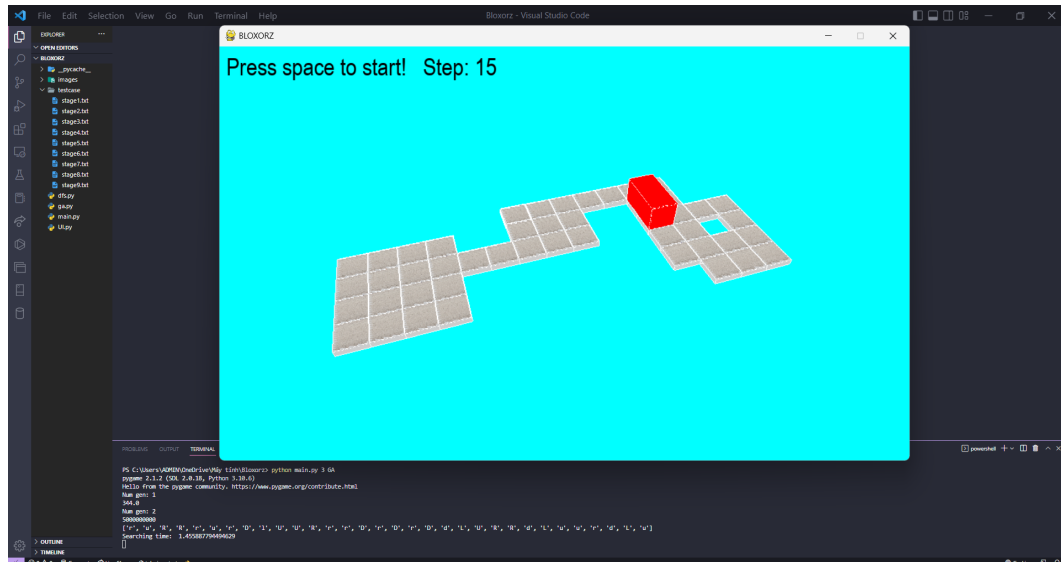 File Edit Selection View Go Run Terminal Help
Bloxorz - Visual Studio Code
EXPLORER
OPEN EDITORS
BLOXORZ
__pycache__
images
testcase
stage1.txt
stage2.txt
stage3.txt
stage4.txt
stage5.txt
stage6.txt
stage7.txt
stage8.txt
stage9.txt
dfs.py
ga.py
main.py
UI.py
OUTLINE
TIMELINE
BLOXORZ
Press space to start! Step: 15
PROBLEMS OUTPUT TERMINAL
powershell
PS C:\Users\ADMIN\OneDrive\Máy tính\Bloxorz> python main.py 3 GA
pygame 2.1.2 (SDL 2.0.18, Python 3.10.6)
Hello from the pygame community. https://www.pygame.org/contribute.html
Num gen: 1
344.0
Num gen: 2
5000000000
['r', 'u', 'R', 'R', 'r', 'u', 'r', 'D', 'l', 'U', 'U', 'R', 'r', 'r', 'D', 'r', 'D', 'r', 'D', 'd', 'L', 'U', 'R', 'R', 'd', 'L', 'u', 'u', 'r', 'd', 'L', 'u']
Searching time: 1.455887794494629